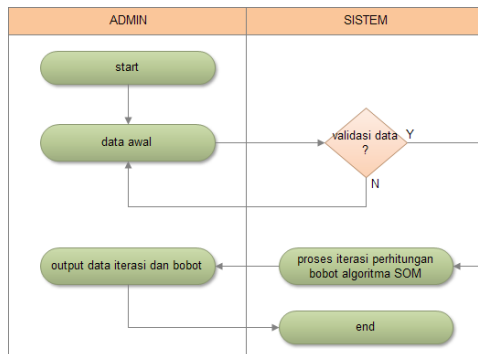 ADMIN
SISTEM
start
data awal
validasi data
?
Y
N
output data iterasi dan bobot
proses iterasi perhitungan
bobot algoritma SOM
end